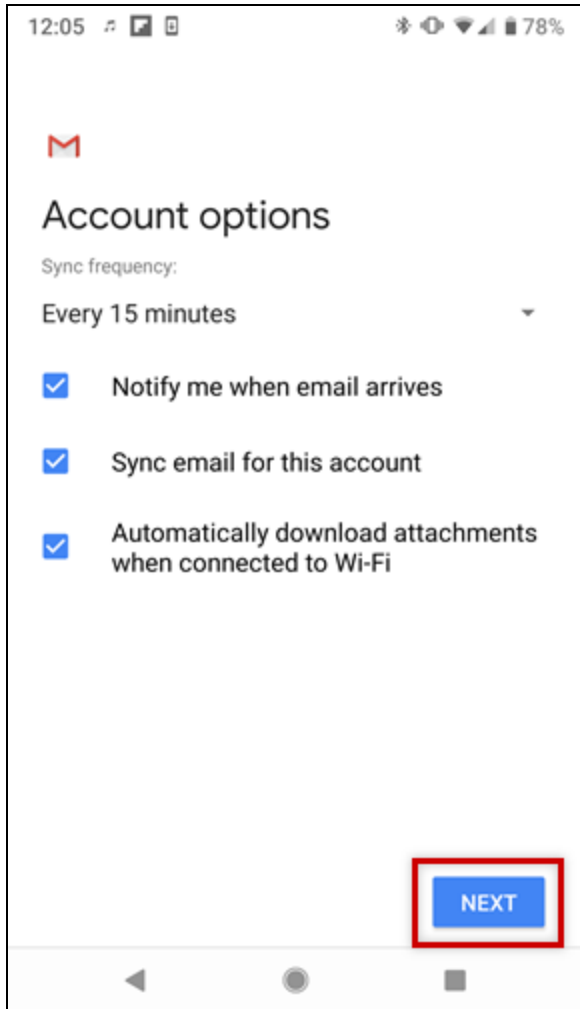 12:05 78%
Account options
Sync frequency:
Every 15 minutes
Notify me when email arrives
Sync email for this account
Automatically download attachments
when connected to Wi-Fi
NEXT